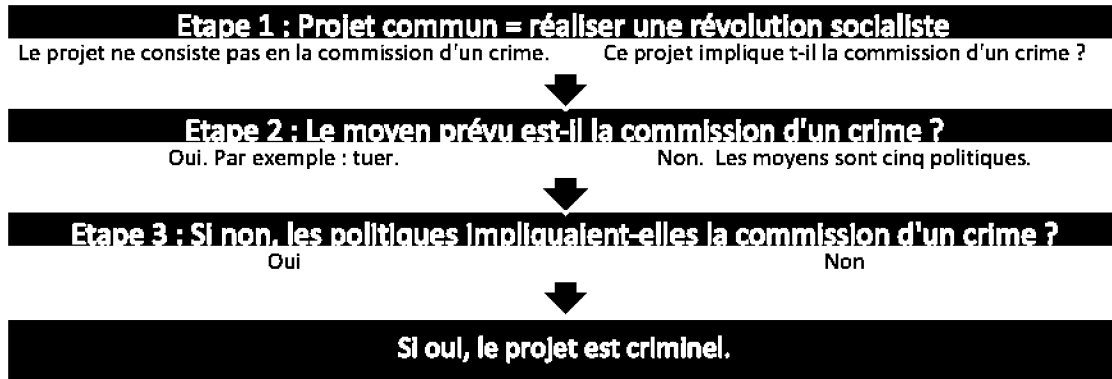 Etape 1 : Projet commun = réaliser une révolution socialiste
Le projet ne consiste pas en la commission d'un crime. Ce projet implique t-il la commission d'un crime ?
Etape 2 : Le moyen prévu est-il la commission d'un crime ?
Oui. Par exemple : tuer. Non. Les moyens sont cinq politiques.
Etape 3 : Si non, les politiques impliquaient-elles la commission d'un crime ?
Oui Non
Si oui, le projet est criminel.